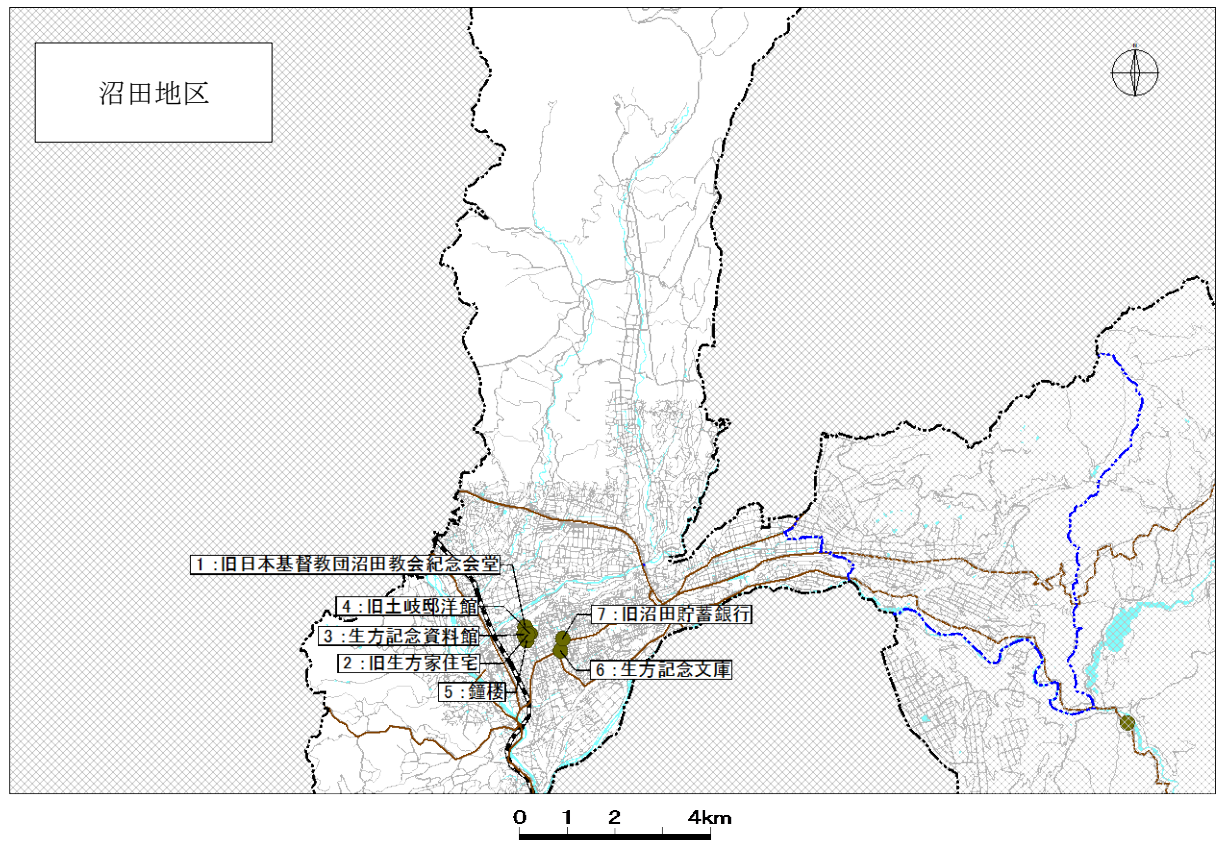 沼田地区
N
1：旧日本基督教団沼田教会紀念会堂
4：旧土岐邸洋館
3：生方記念資料館
2：旧生方家住宅
5：鐘楼
7：旧沼田貯蓄銀行
6：生方記念文庫
0 1 2 4km